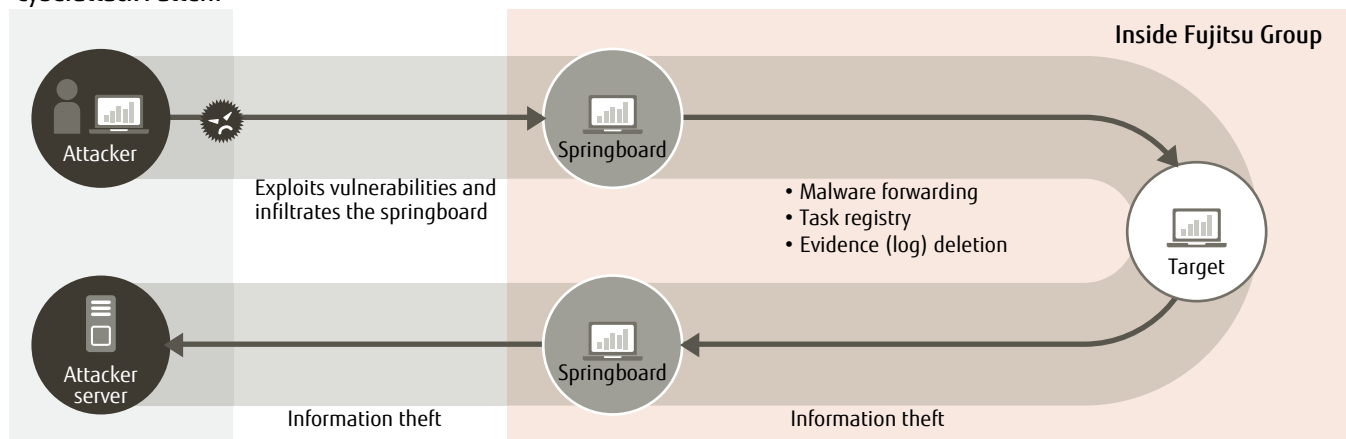 Inside Fujitsu Group
Attacker
Springboard
Exploits vulnerabilities and
infiltrates the springboard
• Malware forwarding
• Task registry
• Evidence (log) deletion
Target
Attacker
server
Springboard
Information theft
Information theft